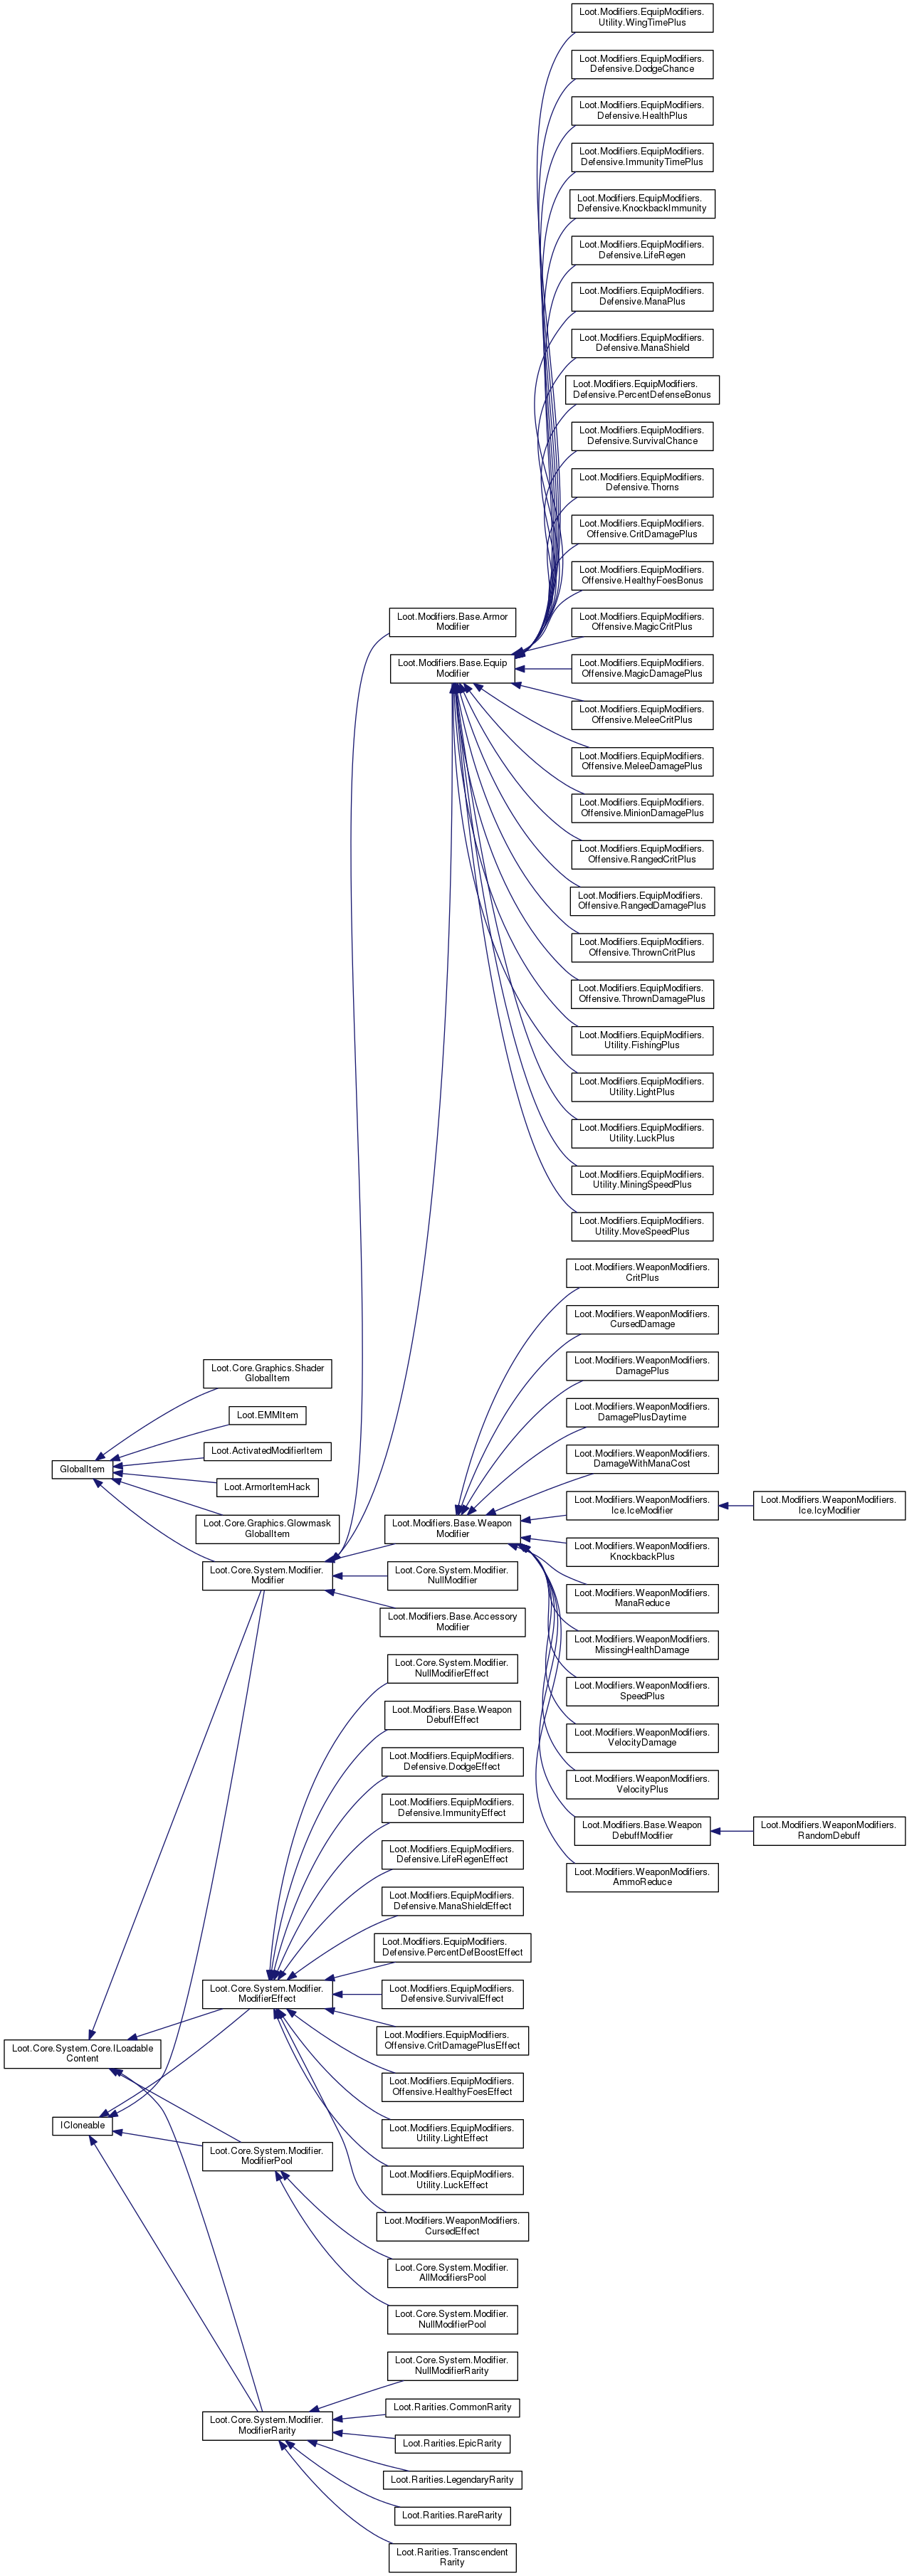 Loot.Modifiers.EquipModifiers.
Utility.WingTimePlus
Loot.Modifiers.EquipModifiers.
Defensive.DodgeChance
Loot.Modifiers.EquipModifiers.
Defensive.HealthPlus
Loot.Modifiers.EquipModifiers.
Defensive.ImmunityTimePlus
Loot.Modifiers.EquipModifiers.
Defensive.KnockbackImmunity
Loot.Modifiers.EquipModifiers.
Defensive.LifeRegen
Loot.Modifiers.EquipModifiers.
Defensive.ManaPlus
Loot.Modifiers.EquipModifiers.
Defensive.ManaShield
Loot.Modifiers.EquipModifiers.
Defensive.PercentDefenseBonus
Loot.Modifiers.EquipModifiers.
Defensive.SurvivalChance
Loot.Modifiers.EquipModifiers.
Defensive.Thorns
Loot.Modifiers.EquipModifiers.
Offensive.CritDamagePlus
Loot.Modifiers.EquipModifiers.
Offensive.HealthyFoesBonus
Loot.Modifiers.Base.Armor
Modifier
Loot.Modifiers.EquipModifiers.
Offensive.MagicCritPlus
Loot.Modifiers.Base.Equip
Modifier
Loot.Modifiers.EquipModifiers.
Offensive.MagicDamagePlus
Loot.Modifiers.EquipModifiers.
Offensive.MeleeCritPlus
Loot.Modifiers.EquipModifiers.
Offensive.MeleeDamagePlus
Loot.Modifiers.EquipModifiers.
Offensive.MinionDamagePlus
Loot.Modifiers.EquipModifiers.
Offensive.RangedCritPlus
Loot.Modifiers.EquipModifiers.
Offensive.RangedDamagePlus
Loot.Modifiers.EquipModifiers.
Offensive.ThrownCritPlus
Loot.Modifiers.EquipModifiers.
Offensive.ThrownDamagePlus
Loot.Modifiers.EquipModifiers.
Utility.FishingPlus
Loot.Modifiers.EquipModifiers.
Utility.LightPlus
Loot.Modifiers.EquipModifiers.
Utility.LuckPlus
Loot.Modifiers.EquipModifiers.
Utility.MiningSpeedPlus
Loot.Modifiers.EquipModifiers.
Utility.MoveSpeedPlus
Loot.Modifiers.WeaponModifiers.
CritPlus
Loot.Modifiers.WeaponModifiers.
CursedDamage
Loot.Modifiers.WeaponModifiers.
DamagePlus
Loot.Modifiers.WeaponModifiers.
DamagePlusDaytime
Loot.Modifiers.WeaponModifiers.
DamageWithManaCost
Loot.Modifiers.WeaponModifiers.
Ice.IceModifier
Loot.Modifiers.WeaponModifiers.
Ice.IcyModifier
Loot.Core.Graphics.Shader
GlobalItem
Loot.EMMItem
Loot.ActivatedModifierItem
GlobalItem
Loot.ArmorItemHack
Loot.Core.Graphics.Glowmask
GlobalItem
Loot.Modifiers.Base.Weapon
Modifier
Loot.Modifiers.WeaponModifiers.
KnockbackPlus
Loot.Core.System.Modifier.
Modifier
Loot.Core.System.Modifier.
NullModifier
Loot.Modifiers.WeaponModifiers.
ManaReduce
Loot.Modifiers.Base.Accessory
Modifier
Loot.Modifiers.WeaponModifiers.
MissingHealthDamage
Loot.Core.System.Modifier.
NullModifierEffect
Loot.Modifiers.WeaponModifiers.
SpeedPlus
Loot.Modifiers.Base.Weapon
DebuffEffect
Loot.Modifiers.WeaponModifiers.
VelocityDamage
Loot.Modifiers.EquipModifiers.
Defensive.DodgeEffect
Loot.Modifiers.WeaponModifiers.
VelocityPlus
Loot.Modifiers.EquipModifiers.
Defensive.ImmunityEffect
Loot.Modifiers.Base.Weapon
DebuffModifier
Loot.Modifiers.WeaponModifiers.
RandomDebuff
Loot.Modifiers.EquipModifiers.
Defensive.LifeRegenEffect
Loot.Modifiers.WeaponModifiers.
AmmoReduce
Loot.Modifiers.EquipModifiers.
Defensive.ManaShieldEffect
Loot.Modifiers.EquipModifiers.
Defensive.PercentDefBoostEffect
Loot.Core.System.Modifier.
ModifierEffect
Loot.Modifiers.EquipModifiers.
Defensive.SurvivalEffect
Loot.Core.System.Core.ILoadable
Content
Loot.Modifiers.EquipModifiers.
Offensive.CritDamagePlusEffect
Loot.Modifiers.EquipModifiers.
Offensive.HealthyFoesEffect
ICloneable
Loot.Modifiers.EquipModifiers.
Utility.LightEffect
Loot.Core.System.Modifier.
ModifierPool
Loot.Modifiers.EquipModifiers.
Utility.LuckEffect
Loot.Modifiers.WeaponModifiers.
CursedEffect
Loot.Core.System.Modifier.
AllModifiersPool
Loot.Core.System.Modifier.
NullModifierPool
Loot.Core.System.Modifier.
NullModifierRarity
Loot.Core.System.Modifier.
ModifierRarity
Loot.Rarities.CommonRarity
Loot.Rarities.EpicRarity
Loot.Rarities.LegendaryRarity
Loot.Rarities.RareRarity
Loot.Rarities.Transcendent
Rarity